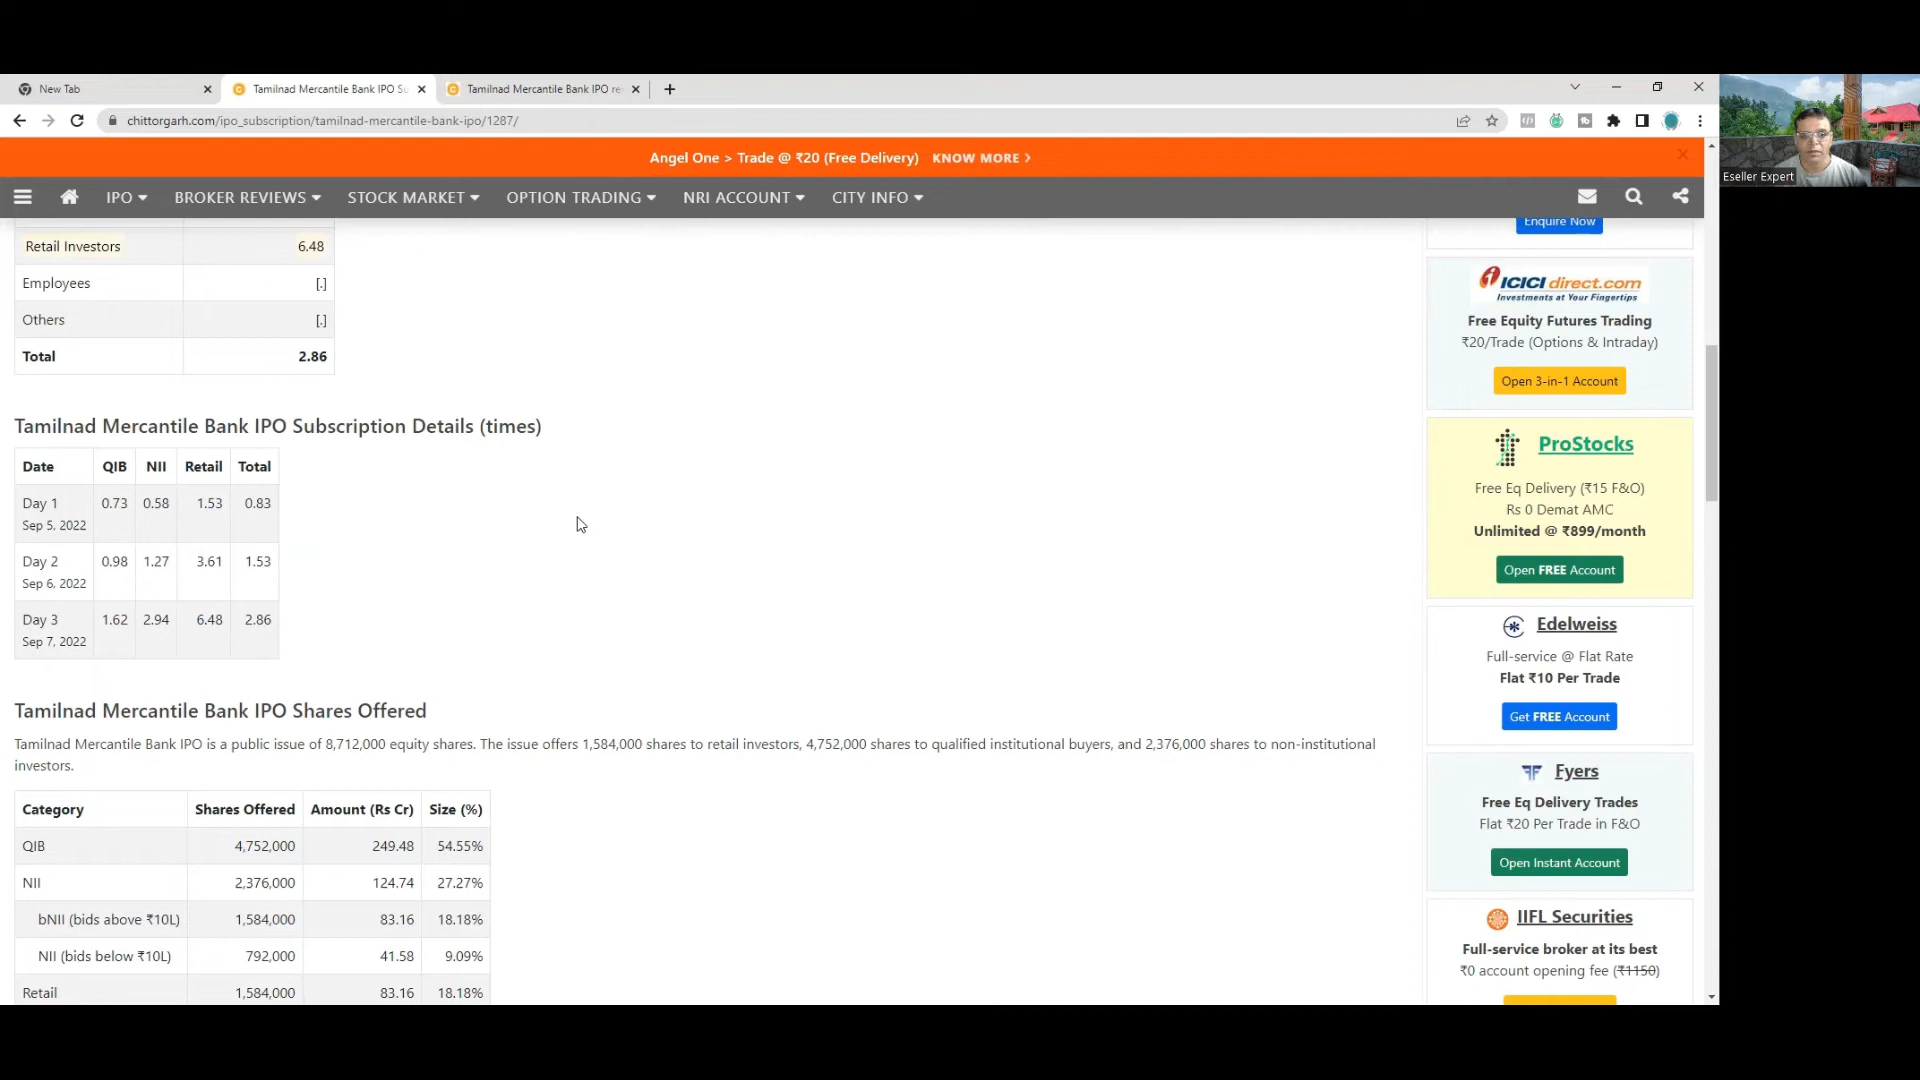 New Tab
Tamilnad Mercantile Bank IPO Su
Tamilnad Mercantile Bank IPO re
chittorgarh.com/ipo_subscription/tamilnad-mercantile-bank-ipo/1287/
Eseller Expert
Angel One > Trade @ ₹20 (Free Delivery) KNOW MORE
IPO BROKER REVIEWS STOCK MARKET OPTION TRADING NRI ACCOUNT CITY INFO
Retail Investors 6.48
Employees [.]
Others [.]
Total 2.86
Tamilnad Mercantile Bank IPO Subscription Details (times)
Date QIB NII Retail Total
Day 1 0.73 0.58 1.53 0.83
Sep 5, 2022
Day 2 0.98 1.27 3.61 1.53
Sep 6, 2022
Day 3 1.62 2.94 6.48 2.86
Sep 7, 2022
Tamilnad Mercantile Bank IPO Shares Offered
Tamilnad Mercantile Bank IPO is a public issue of 8,712,000 equity shares. The issue offers 1,584,000 shares to retail investors, 4,752,000 shares to qualified institutional buyers, and 2,376,000 shares to non-institutional
investors.
Category Shares Offered Amount (Rs Cr) Size (%)
QIB 4,752,000 249.48 54.55%
NII 2,376,000 124.74 27.27%
bNII (bids above ₹10L) 1,584,000 83.16 18.18%
NII (bids below ₹10L) 792,000 41.58 9.09%
Retail 1,584,000 83.16 18.18%
Enquire Now
ICICI direct.com
Investments at Your Fingertips
Free Equity Futures Trading
₹20/Trade (Options & Intraday)
Open 3-in-1 Account
ProStocks
Free Eq Delivery (₹15 F&O)
Rs 0 Demat AMC
Unlimited @ ₹899/month
Open FREE Account
Edelweiss
Full-service @ Flat Rate
Flat ₹10 Per Trade
Get FREE Account
Fyers
Free Eq Delivery Trades
Flat ₹20 Per Trade in F&O
Open Instant Account
IIFL Securities
Full-service broker at its best
₹0 account opening fee (₹1150)